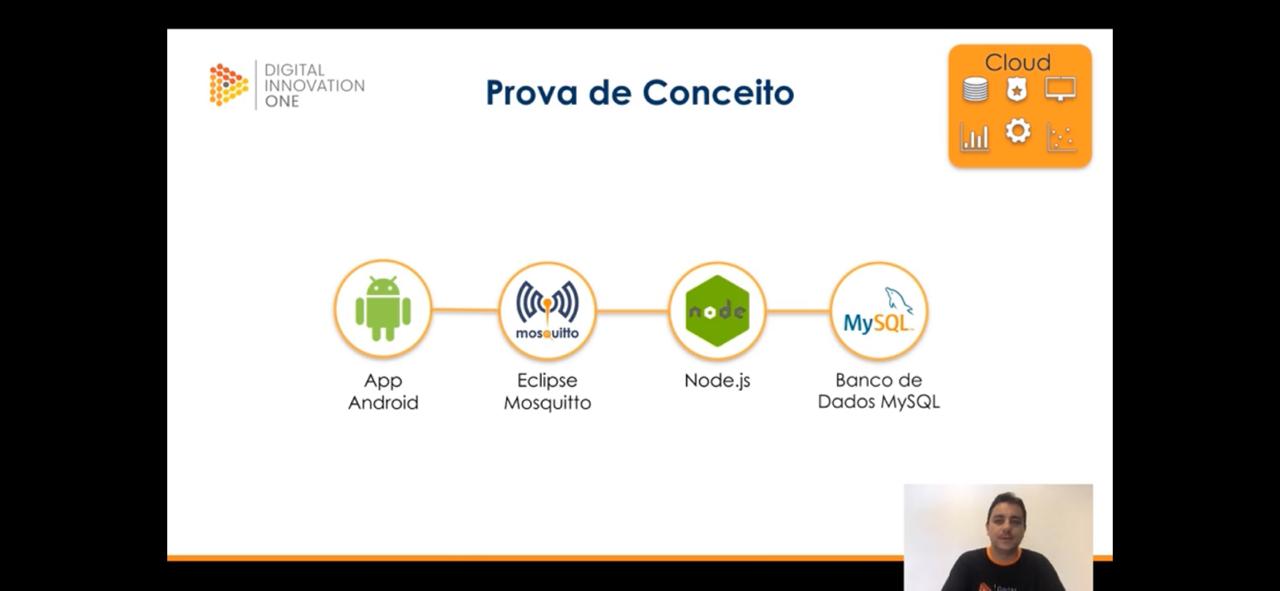 DIGITAL
INNOVATION
ONE
Prova de Conceito
Cloud
mosquitto
node
MySQL
App
Android
Eclipse
Mosquitto
Node.js
Banco de
Dados MySQL